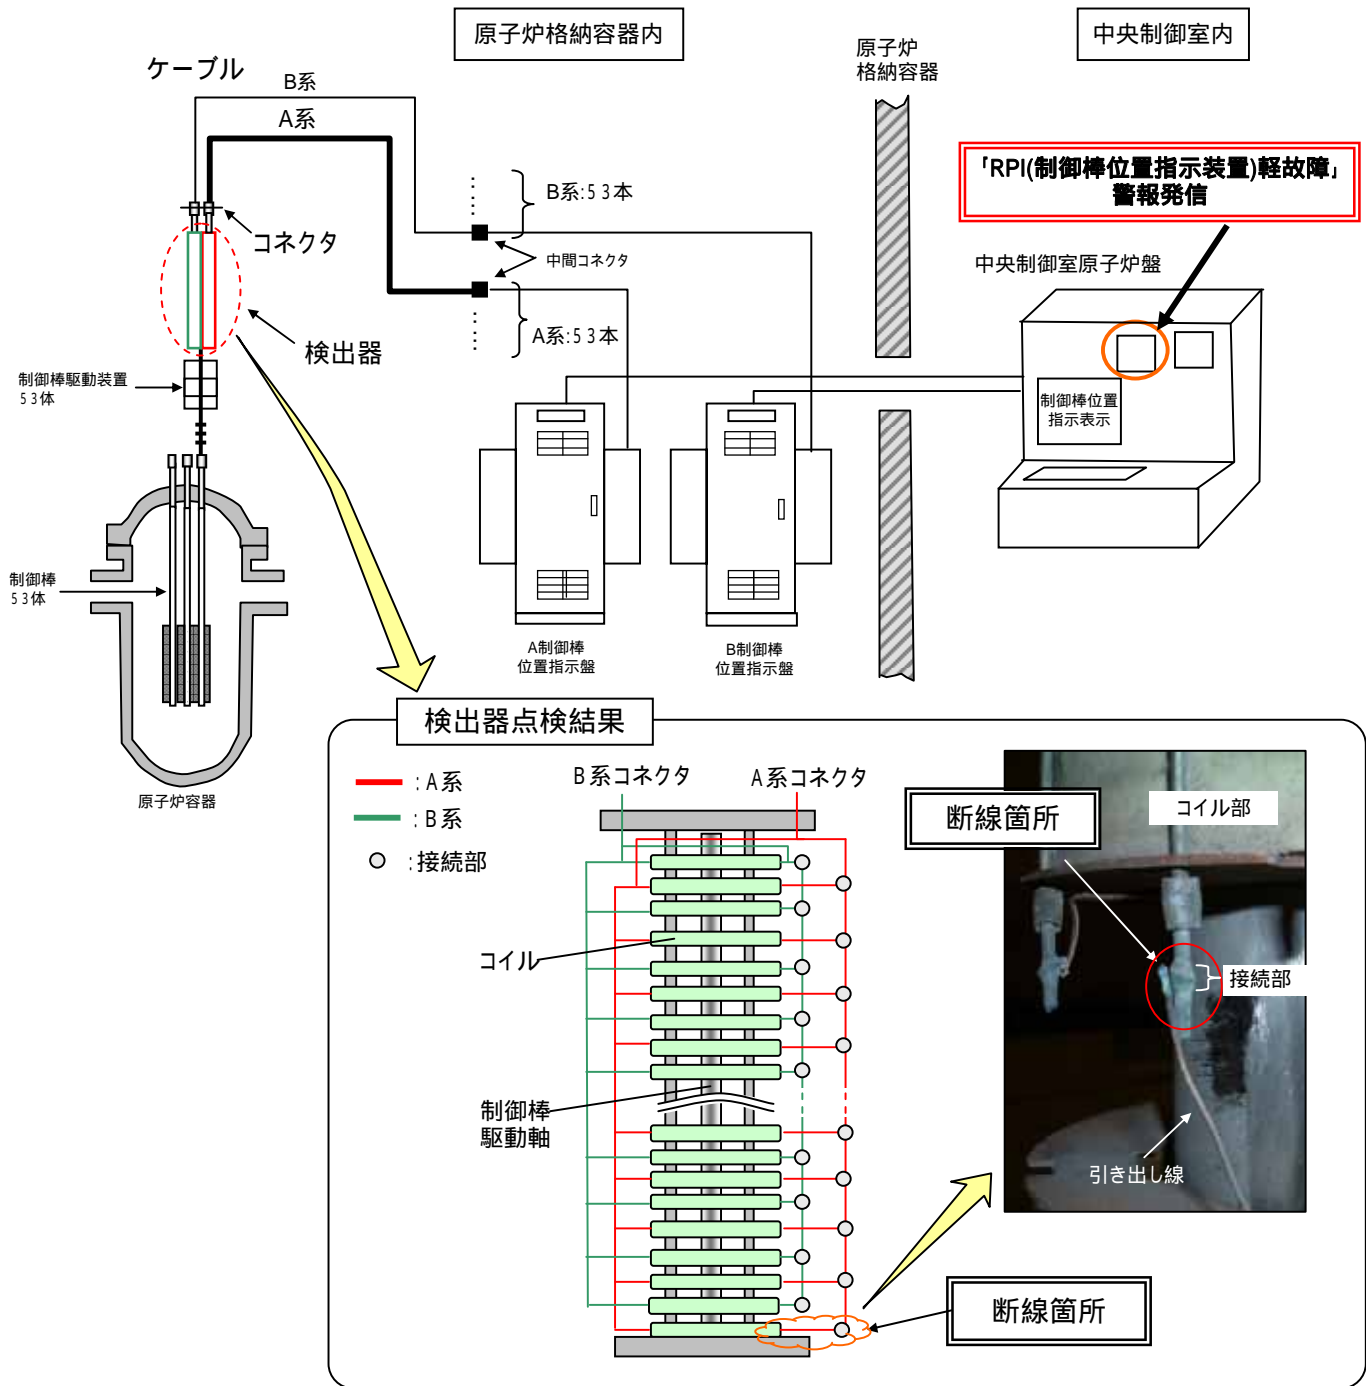 原子炉格納容器内
原子炉
格納容器
中央制御室内
ケーブル
B系
A系
「RPI(制御棒位置指示装置)軽故障」
警報発信
B系:53本
コネクタ
中間コネクタ
中央制御室原子炉盤
A系:53本
検出器
制御棒駆動装置
53体
制御棒位置
指示表示
制御棒
53体
A制御棒
位置指示盤
B制御棒
位置指示盤
原子炉容器
検出器点検結果
:A系
:B系
:接続部
B系コネクタ
A系コネクタ
断線箇所
コイル部
コイル
接続部
制御棒
駆動軸
引き出し線
断線箇所